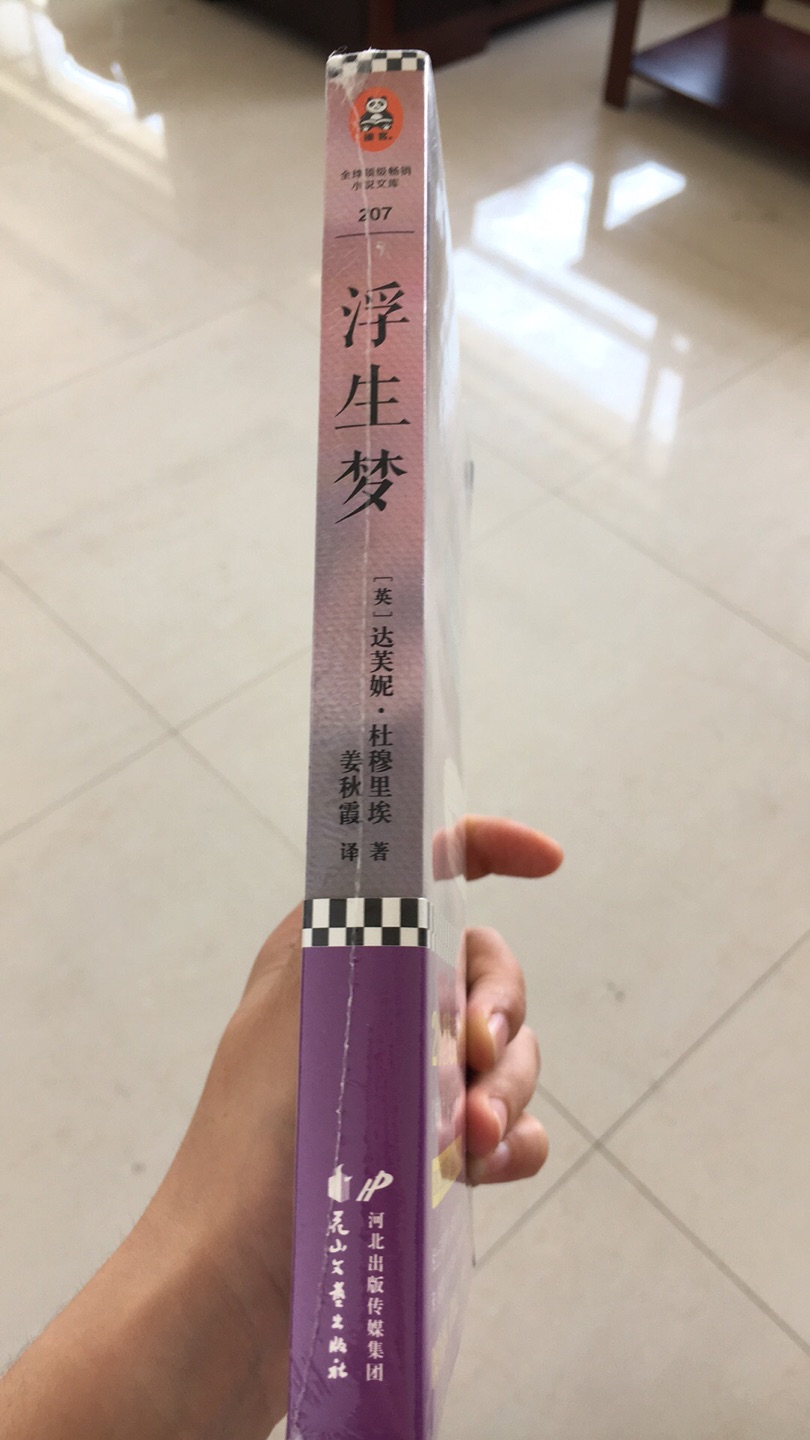 读客
全球顶级畅销
小说文库
207
浮生梦
[英]达芙妮·杜穆里埃 著
姜秋霞 译
河北出版传媒集团
花山文艺出版社